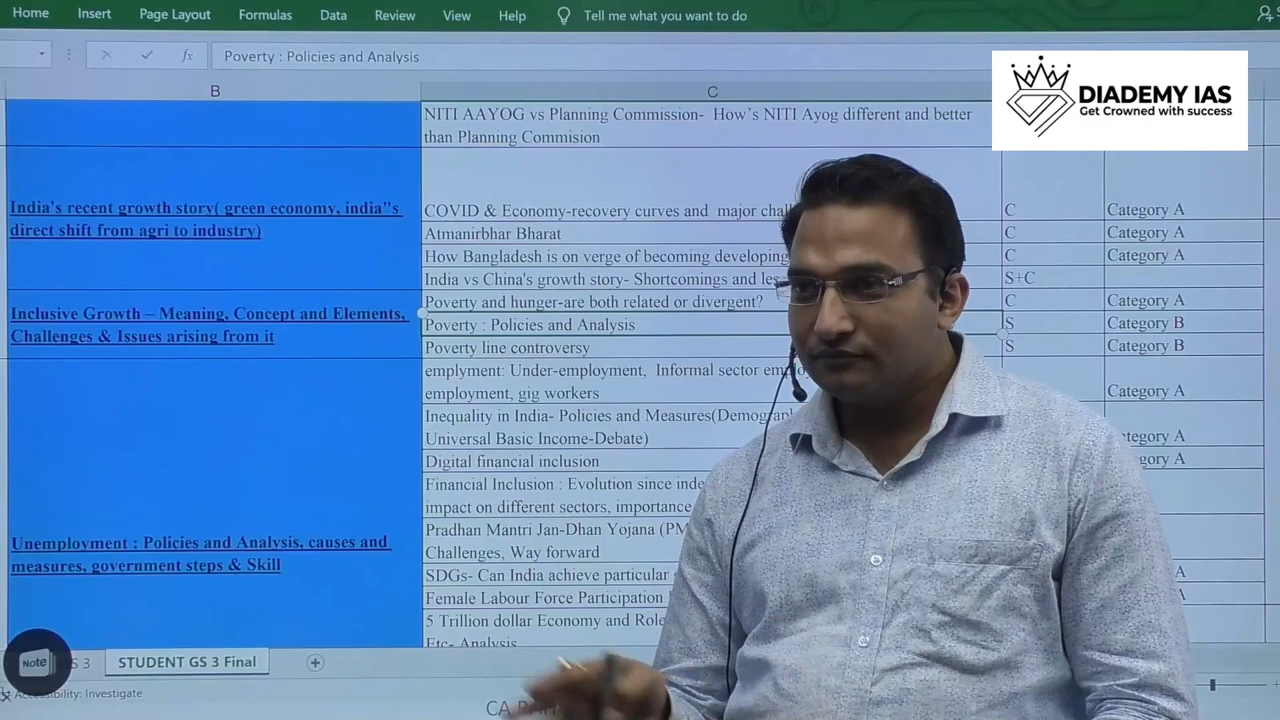 Home Insert Page Layout Formulas Data Review View Help Tell me what you want to do
fx Poverty : Policies and Analysis
B C
DIADEMY IAS
Get Crowned with success
NITI AAYOG vs Planning Commission- How's NITI Ayog different and better
than Planning Commision
India's recent growth story( green economy, india"s
direct shift from agri to industry)
COVID & Economy-recovery curves and major C Category A
Atmanirbhar Bharat C Category A
How Bangladesh is on verge of becoming developing C Category A
India vs China's growth story- Shortcomings and S+C
Inclusive Growth – Meaning, Concept and Elements,
Challenges & Issues arising from it
Poverty and hunger-are both related or divergent? C Category A
Poverty : Policies and Analysis S Category B
Poverty line controversy S Category B
emplyment: Under-employment, Informal sector
employment, gig workers Category A
Inequality in India- Policies and Measures(
Universal Basic Income-Debate) A
Digital financial inclusion A
Financial Inclusion : Evolution since
impact on different sectors, importance
Unemployment : Policies and Analysis, causes and
measures, government steps & Skill
Pradhan Mantri Jan-Dhan Yojana
Challenges, Way forward
SDGs- Can India achieve particular A
Female Labour Force Participation
5 Trillion dollar Economy and
Etc- Analysis
Note 3 STUDENT GS 3 Final
Accessibility: Investigate
CA